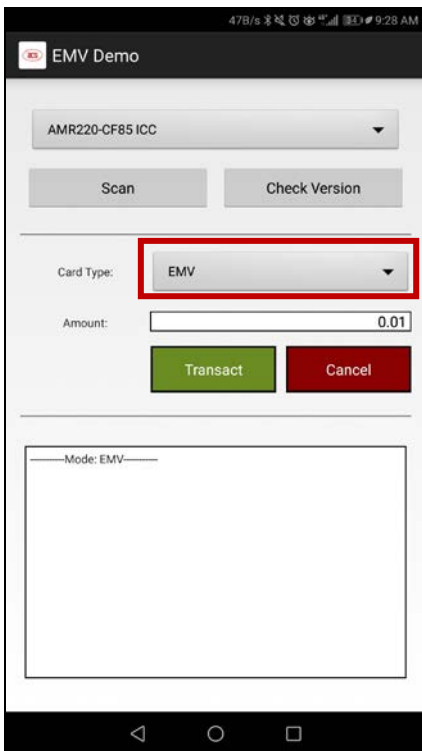 47B/s 9:28 AM
EMV Demo
AMR220-CF85 ICC
Scan Check Version
Card Type: EMV
Amount: 0.01
Transact Cancel
---------Mode: EMV---------